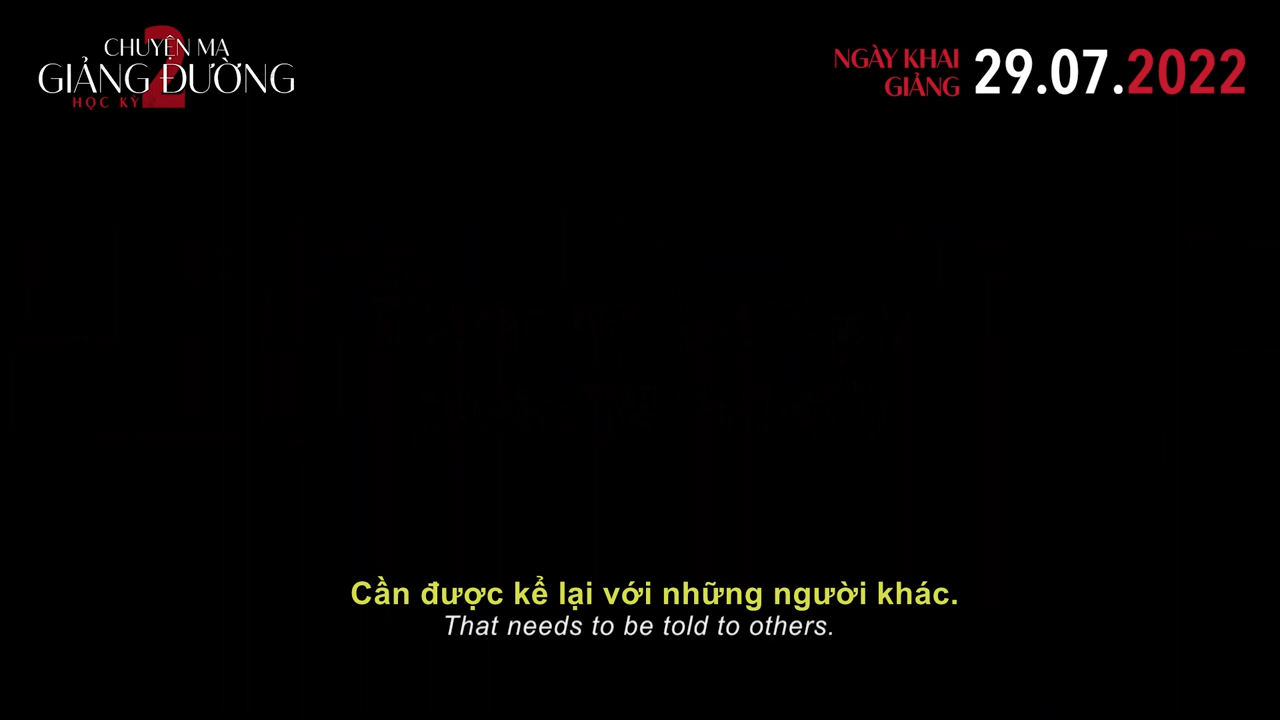 CHUYỆN MA
GIẢNG ĐƯỜNG
HỌC KỲ 2
NGÀY KHAI
GIẢNG 29.07.2022
Cần được kể lại với những người khác.
That needs to be told to others.